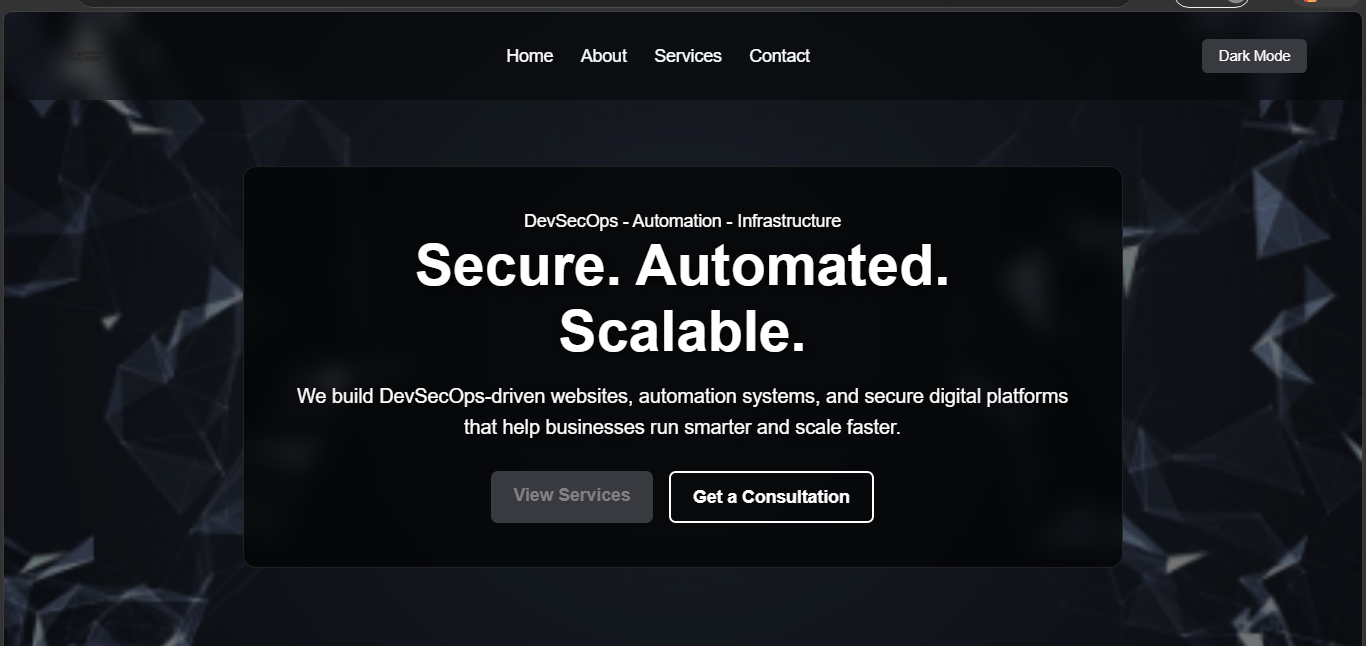 Home About Services Contact Dark Mode
DevSecOps - Automation - Infrastructure
Secure. Automated.
Scalable.
We build DevSecOps-driven websites, automation systems, and secure digital platforms
that help businesses run smarter and scale faster.
View Services Get a Consultation